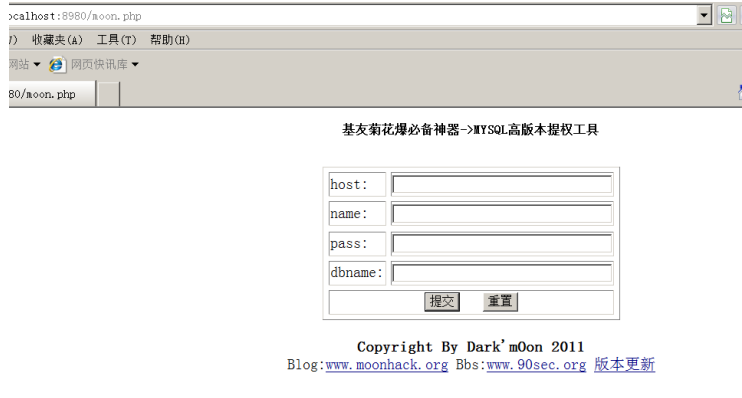 ocalhost:8980/moon.php
) 收藏夹(A) 工具(T) 帮助(H)
网站 网页快讯库
80/moon.php
基友菊花爆必备神器->MYSQL高版本提权工具
host:
name:
pass:
dbname:
提交 重置
Copyright By Dark'mOon 2011
Blog:www.moonhack.org Bbs:www.90sec.org 版本更新